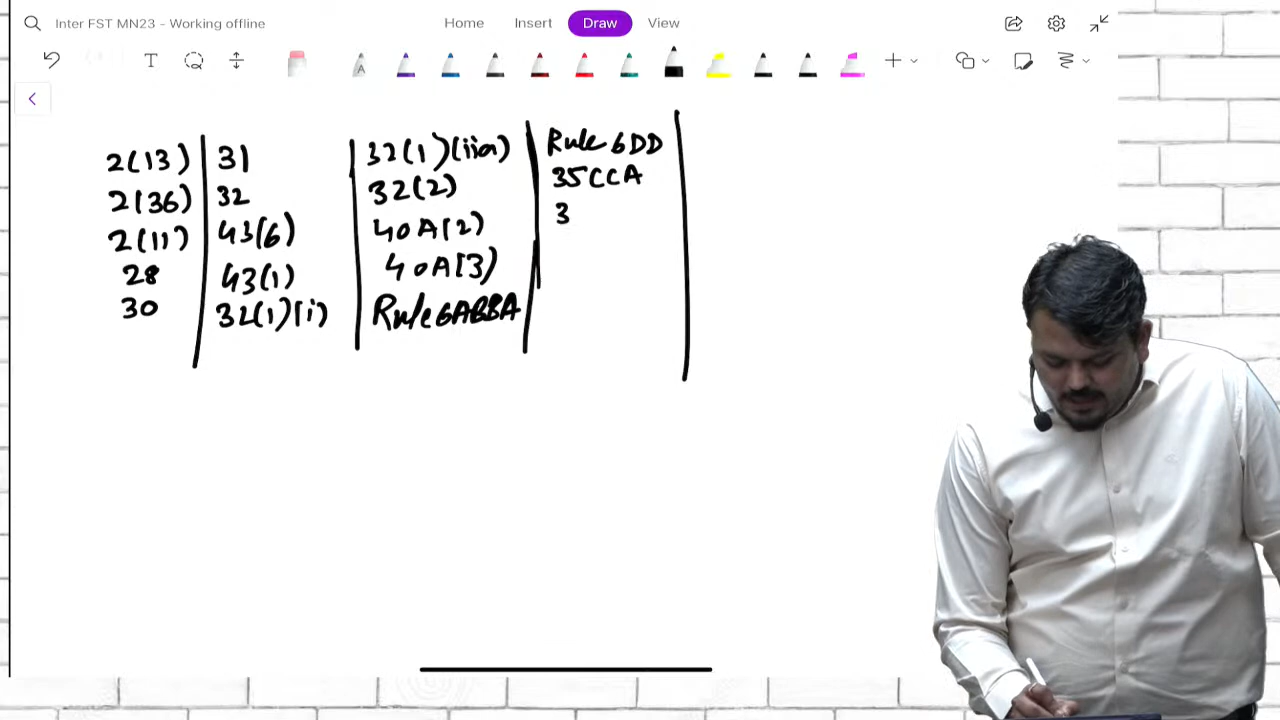 Inter FST MN23 - Working offline
Home Insert Draw View
2(13)
2(36)
2(11)
28
30
31
32
43(6)
43(1)
32(1)(i)
32(1)(iia)
32(2)
40A(2)
40A(3)
Rule6ABBA
Rule 6DD
35CCA
3